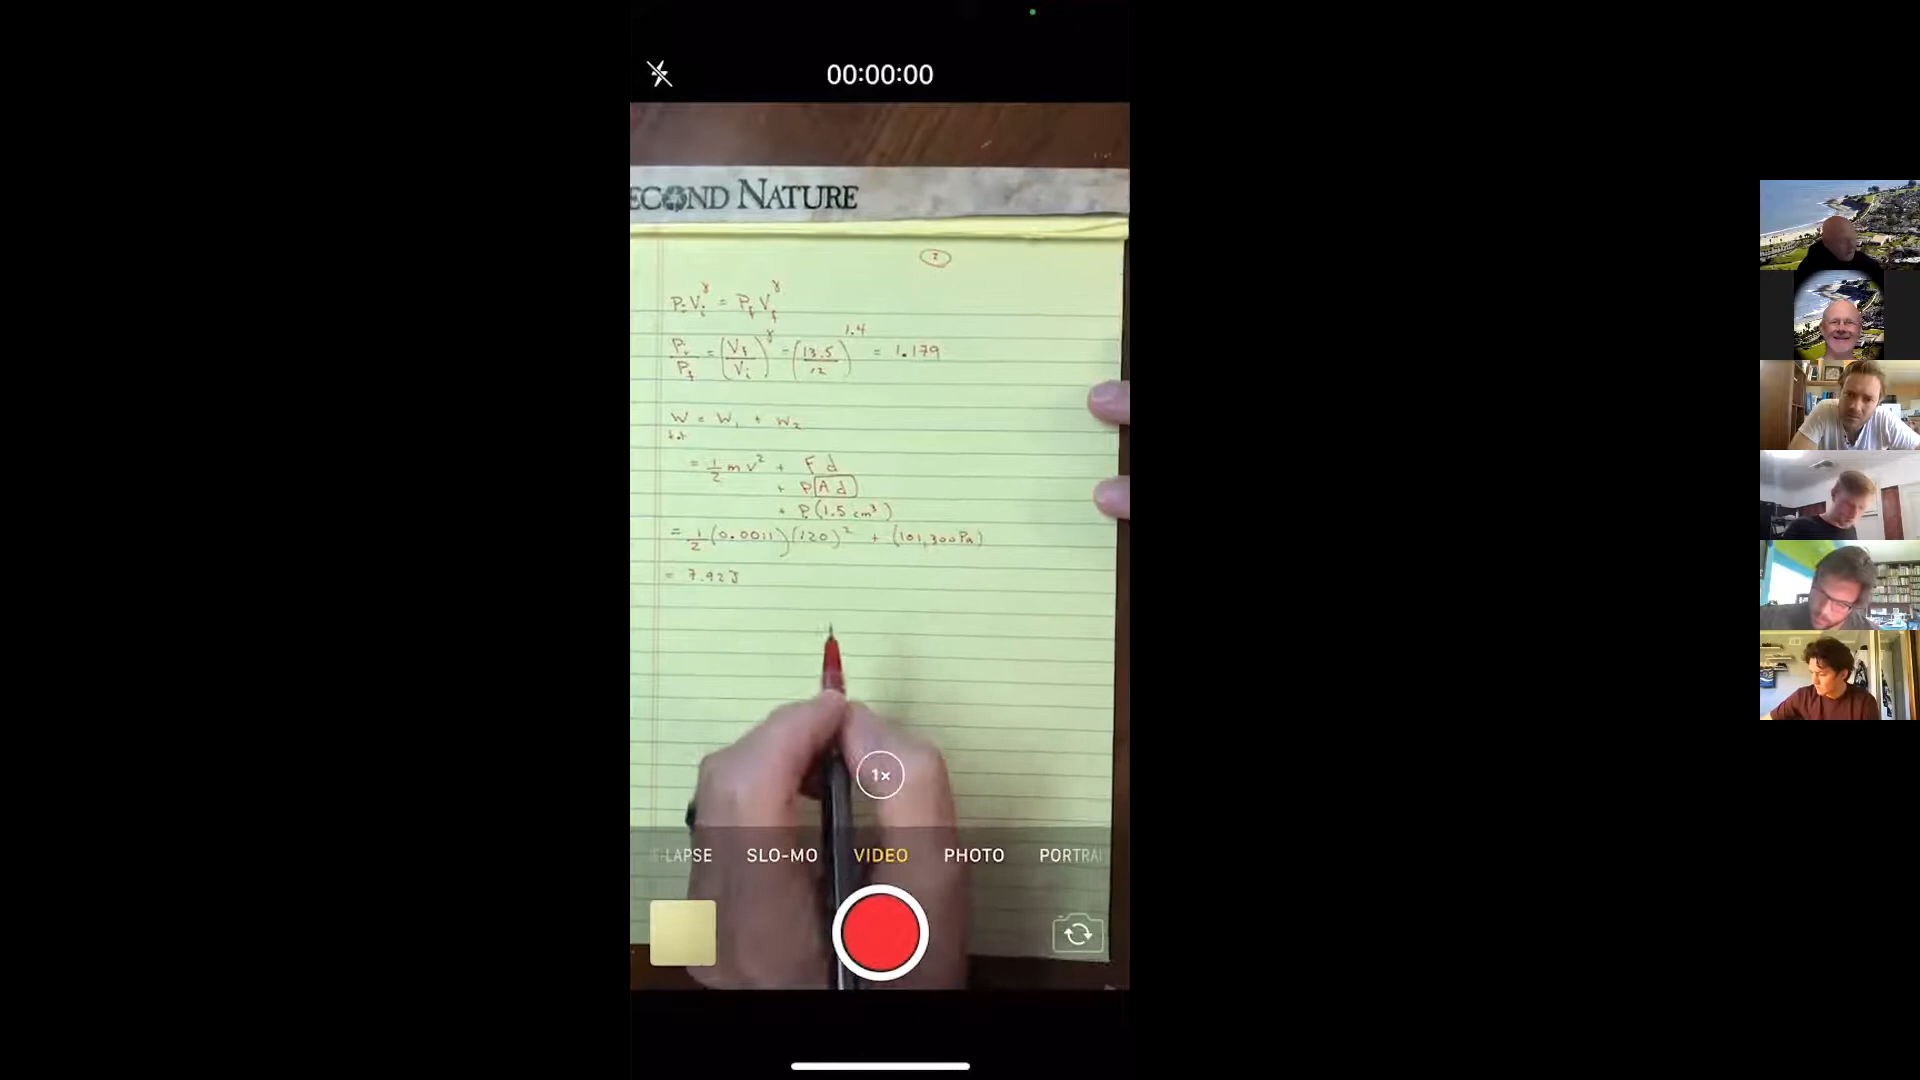 00:00:00
ECOND NATURE
2
PᵢVᵢ^γ = P_f V_f^γ
Pᵢ/P_f = (V_f/Vᵢ)^γ = (13.5/12)^1.4 = 1.179
W_tot = W₁ + W₂
= 1/2 m v² + F d
+ P[A d]
+ P(1.5 cm³)
= 1/2 (0.0011)(120)² + (101,300 Pa)
= 7.92 J
1×
-LAPSE SLO-MO VIDEO PHOTO PORTRAI